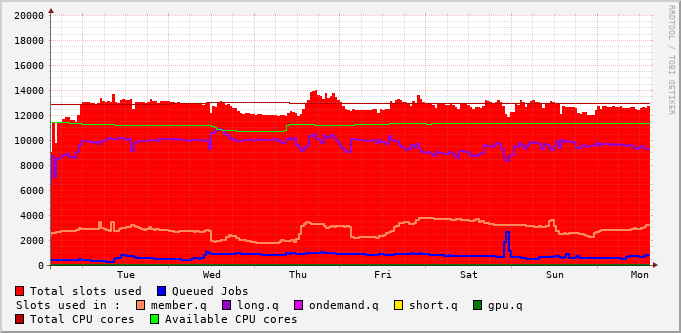 RRDTOOL / TOBI OETIKER
20000
18000
16000
14000
12000
10000
8000
6000
4000
2000
0
Tue Wed Thu Fri Sat Sun Mon
Total slots used Queued Jobs
Slots used in : member.q long.q ondemand.q short.q gpu.q
Total CPU cores Available CPU cores